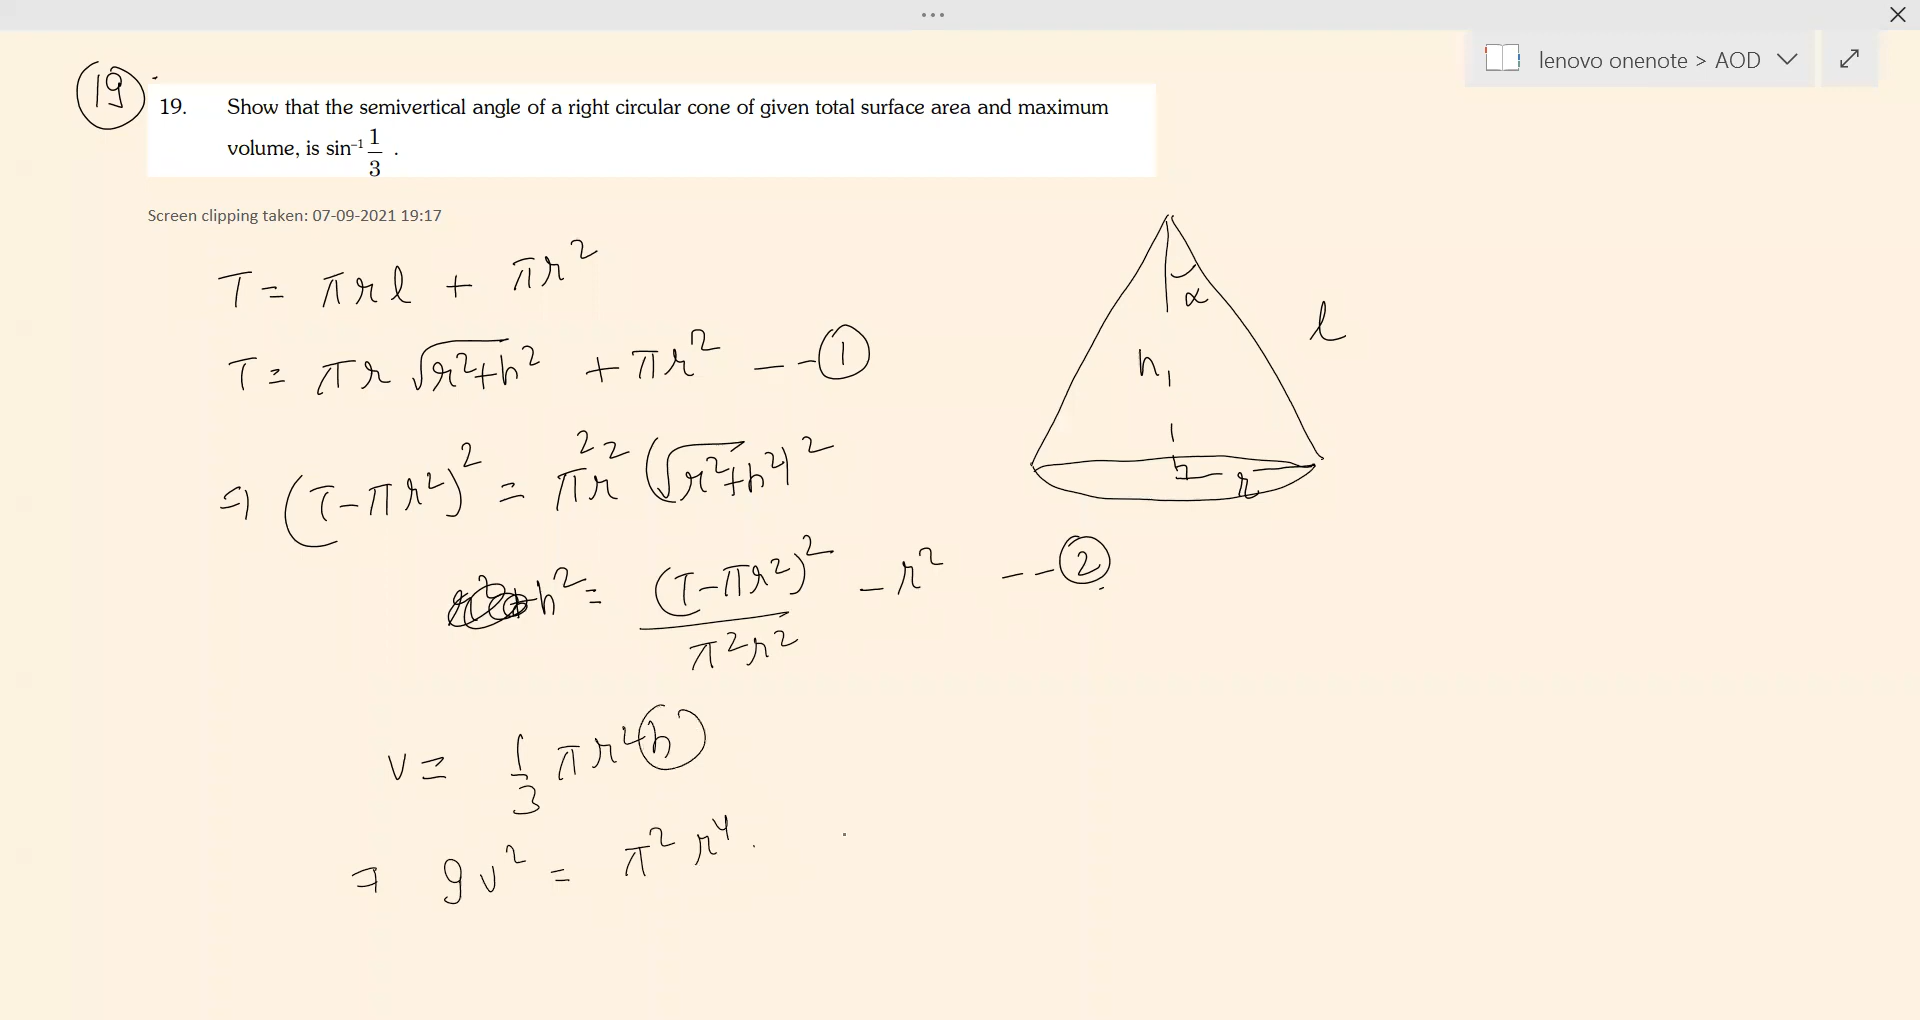 lenovo onenote > AOD
19
19. Show that the semivertical angle of a right circular cone of given total surface area and maximum
volume, is sin⁻¹ 1/3 .
Screen clipping taken: 07-09-2021 19:17
T = πrl + πr²
T = πr √r²+h² + πr² --①
⇒ (T-πr²)² = π²r² (√r²+h²)²
h² = (T-πr²)²/π²r² - r² --②
V = 1/3 πr²h
⇒ 9V² = π² r⁴.
α
l
h
r